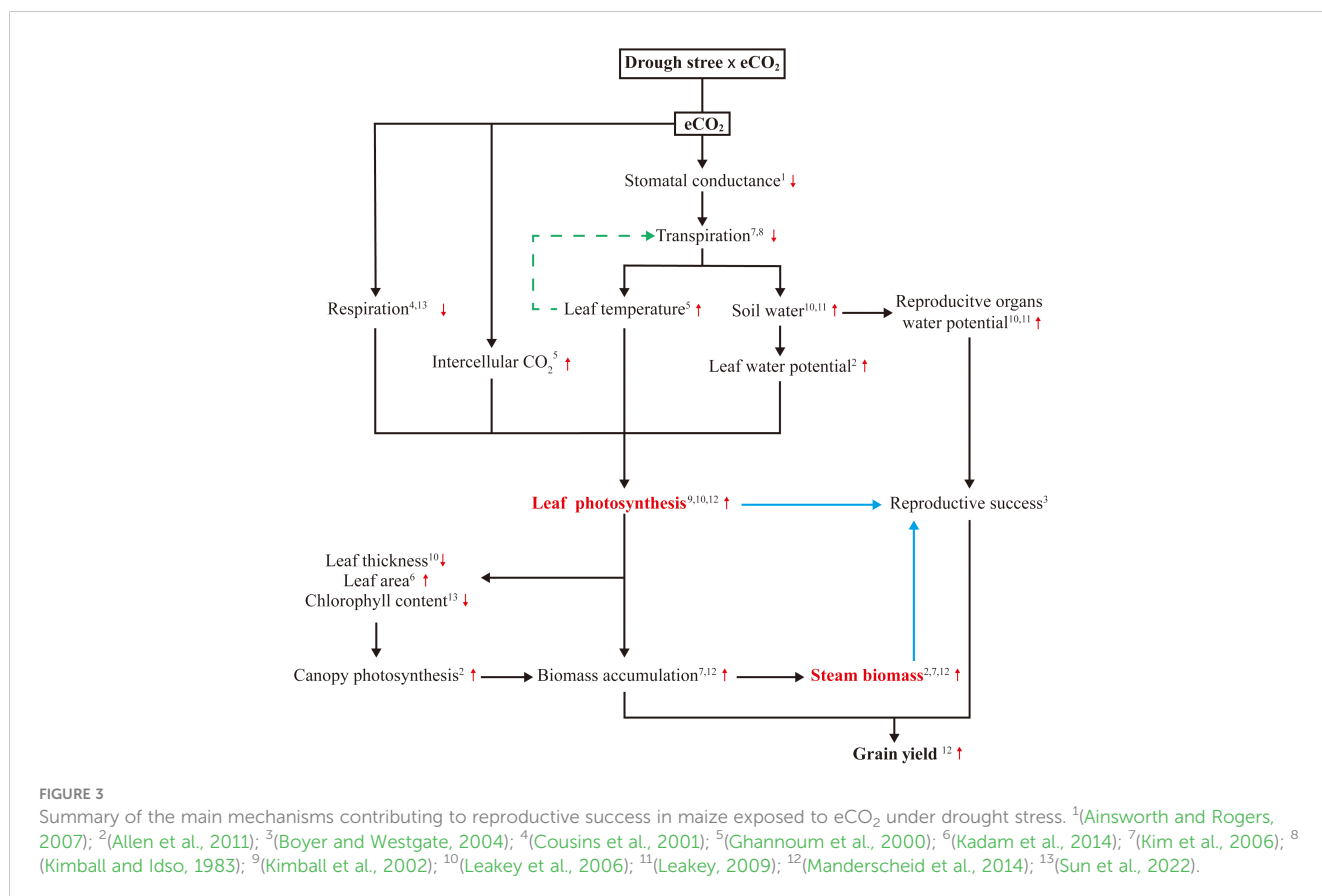 Drough stree x eCO₂
eCO₂
Stomatal conductance¹ ↓
Transpiration⁷,⁸ ↓
Respiration⁴,¹³ ↓
Leaf temperature⁵ ↑
Soil water¹⁰,¹¹ ↑
Reproducitve organs
water potential¹⁰,¹¹ ↑
Intercellular CO₂⁵ ↑
Leaf water potential² ↑
Leaf photosynthesis⁹,¹⁰,¹² ↑
Reproductive success³
Leaf thickness¹⁰ ↓
Leaf area⁶ ↑
Chlorophyll content¹³ ↓
Canopy photosynthesis² ↑
Biomass accumulation⁷,¹² ↑
Steam biomass²,⁷,¹² ↑
Grain yield ¹² ↑
FIGURE 3
Summary of the main mechanisms contributing to reproductive success in maize exposed to eCO₂ under drought stress. ¹(Ainsworth and Rogers,
2007); ²(Allen et al., 2011); ³(Boyer and Westgate, 2004); ⁴(Cousins et al., 2001); ⁵(Ghannoum et al., 2000); ⁶(Kadam et al., 2014); ⁷(Kim et al., 2006); ⁸
(Kimball and Idso, 1983); ⁹(Kimball et al., 2002); ¹⁰(Leakey et al., 2006); ¹¹(Leakey, 2009); ¹²(Manderscheid et al., 2014); ¹³(Sun et al., 2022).